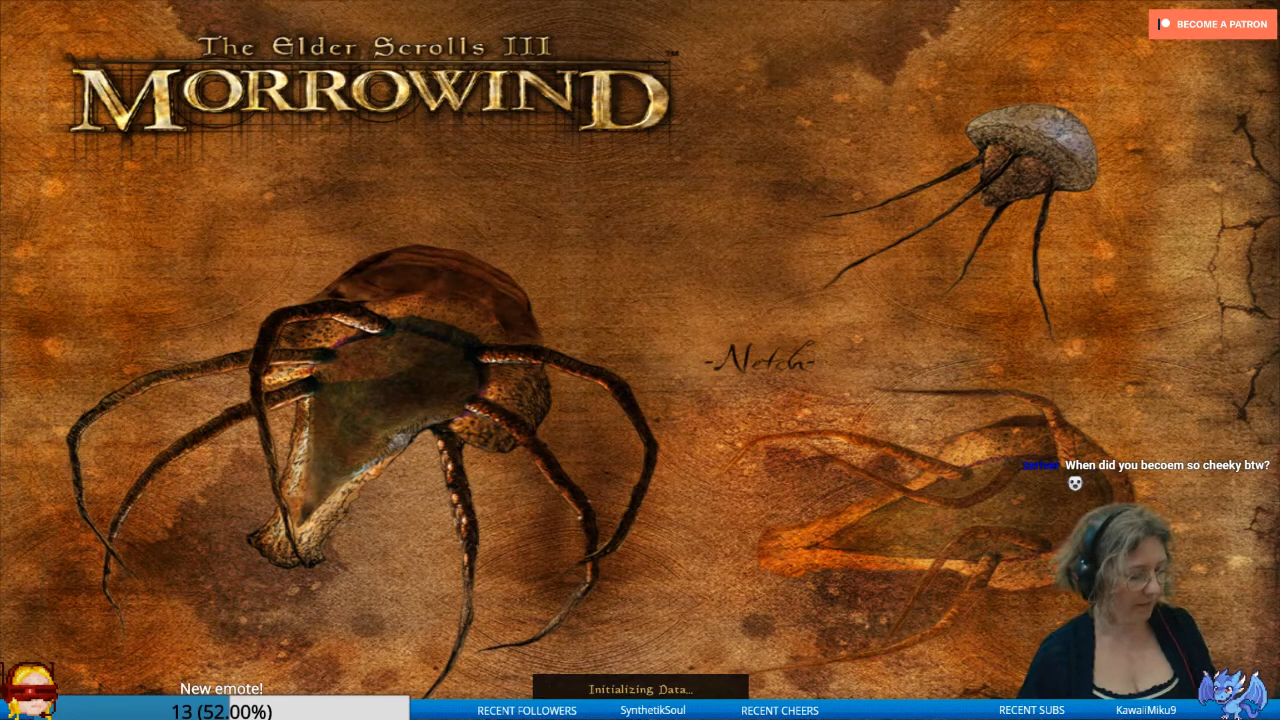 BECOME A PATRON
The Elder Scrolls III
MORROWIND
TM
-Netch-
When did you becoem so cheeky btw?
New emote!
13 (52.00%)
Initializing Data...
RECENT FOLLOWERS
SynthetikSoul
RECENT CHEERS
RECENT SUBS
KawaiiMiku9